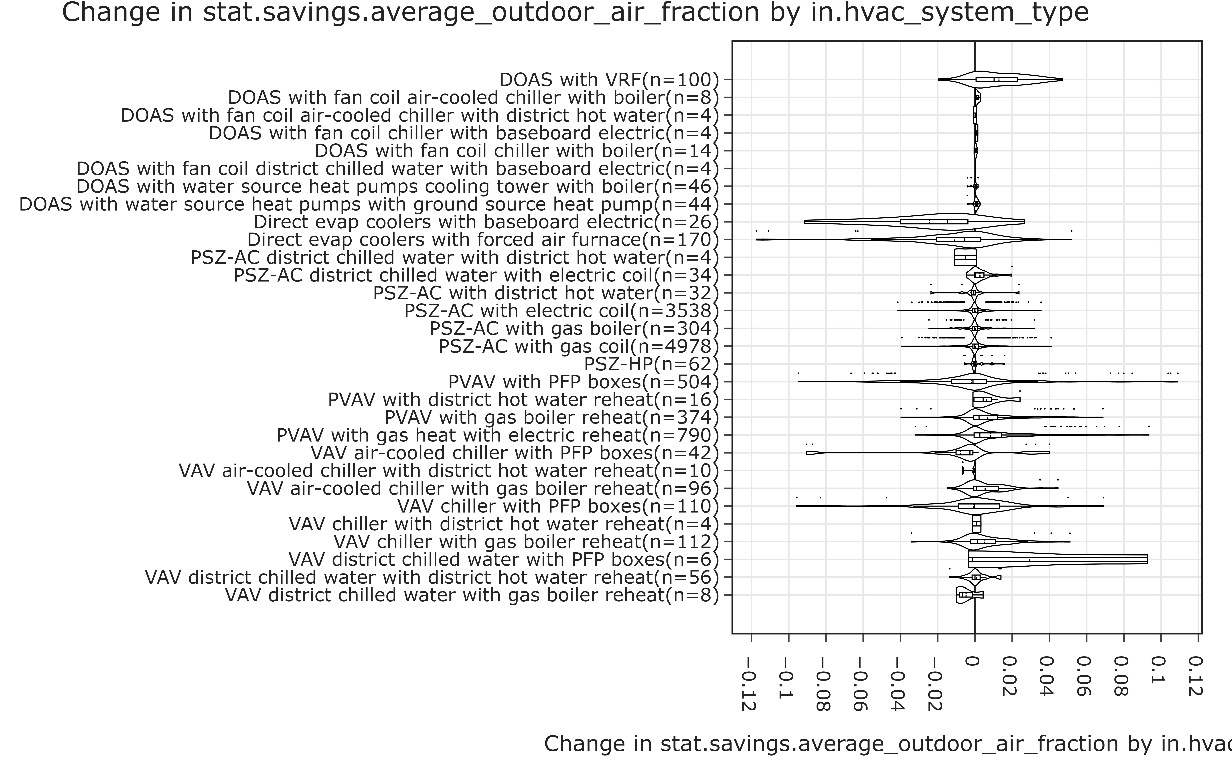 Change in stat.savings.average_outdoor_air_fraction by in.hvac_system_type
DOAS with VRF(n=100)
DOAS with fan coil air-cooled chiller with boiler(n=8)
DOAS with fan coil air-cooled chiller with district hot water(n=4)
DOAS with fan coil chiller with baseboard electric(n=4)
DOAS with fan coil chiller with boiler(n=14)
DOAS with fan coil district chilled water with baseboard electric(n=4)
DOAS with water source heat pumps cooling tower with boiler(n=46)
DOAS with water source heat pumps with ground source heat pump(n=44)
Direct evap coolers with baseboard electric(n=26)
Direct evap coolers with forced air furnace(n=170)
PSZ-AC district chilled water with district hot water(n=4)
PSZ-AC district chilled water with electric coil(n=34)
PSZ-AC with district hot water(n=32)
PSZ-AC with electric coil(n=3538)
PSZ-AC with gas boiler(n=304)
PSZ-AC with gas coil(n=4978)
PSZ-HP(n=62)
PVAV with PFP boxes(n=504)
PVAV with district hot water reheat(n=16)
PVAV with gas boiler reheat(n=374)
PVAV with gas heat with electric reheat(n=790)
VAV air-cooled chiller with PFP boxes(n=42)
VAV air-cooled chiller with district hot water reheat(n=10)
VAV air-cooled chiller with gas boiler reheat(n=96)
VAV chiller with PFP boxes(n=110)
VAV chiller with district hot water reheat(n=4)
VAV chiller with gas boiler reheat(n=112)
VAV district chilled water with PFP boxes(n=6)
VAV district chilled water with district hot water reheat(n=56)
VAV district chilled water with gas boiler reheat(n=8)
−0.12 −0.1 −0.08 −0.06 −0.04 −0.02 0 0.02 0.04 0.06 0.08 0.1 0.12
Change in stat.savings.average_outdoor_air_fraction by in.hvac